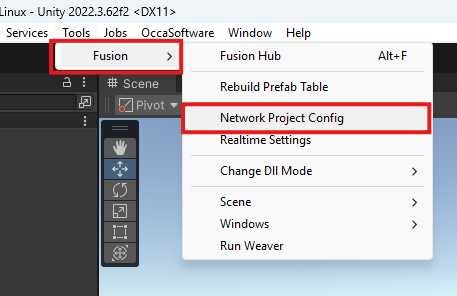 Linux - Unity 2022.3.62f2 <DX11>
Services Tools Jobs OccaSoftware Window Help
Fusion >
Fusion Hub Alt+F
Rebuild Prefab Table
Network Project Config
Realtime Settings
Change Dll Mode >
Scene >
Windows >
Run Weaver
Scene
Pivot